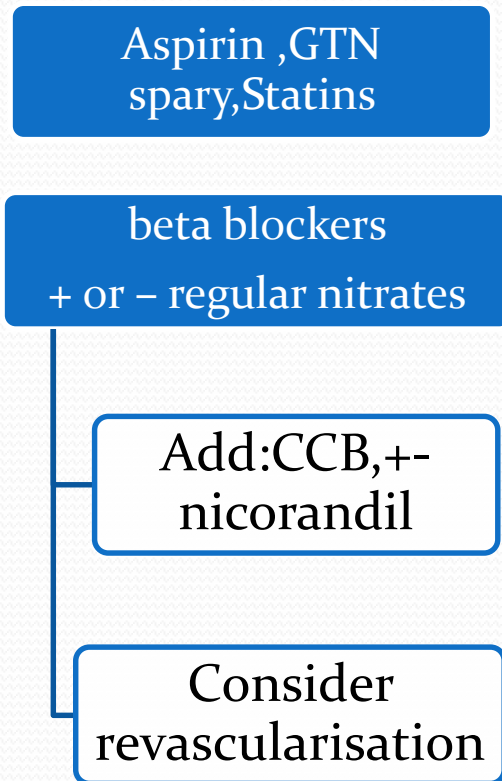 Aspirin ,GTN
spary,Statins
beta blockers
+ or – regular nitrates
Add:CCB,+-
nicorandil
Consider
revascularisation